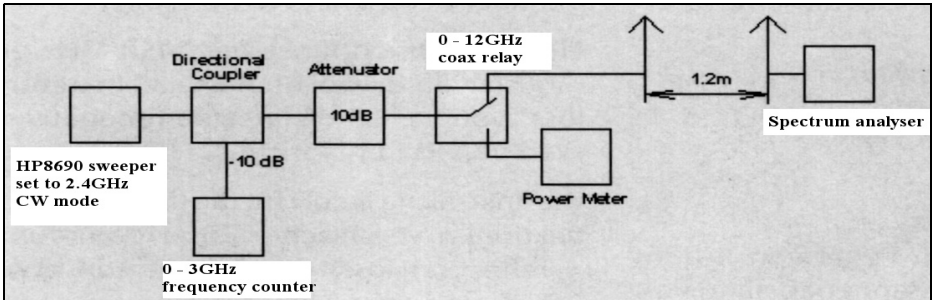 0 - 12GHz
coax relay
Directional
Coupler
Attenuator
10dB
1.2m
Spectrum analyser
HP8690 sweeper
set to 2.4GHz
CW mode
-10 dB
Power Meter
0 - 3GHz
frequency counter